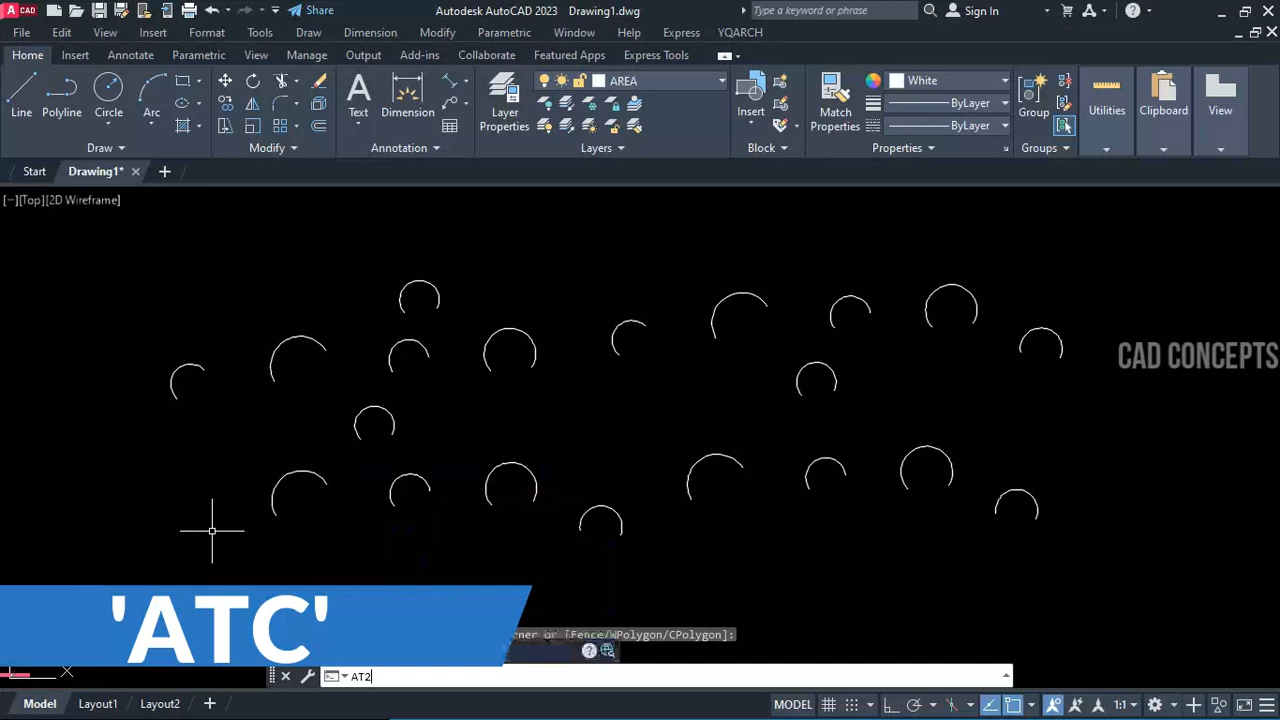 A CAD
Share
Autodesk AutoCAD 2023 Drawing1.dwg
Type a keyword or phrase
Sign In
File Edit View Insert Format Tools Draw Dimension Modify Parametric Window Help Express YQARCH
Home Insert Annotate Parametric View Manage Output Add-ins Featured Apps Collaborate Express Tools
AREA
White
ByLayer
ByLayer
Line Polyline Circle Arc
Text Dimension
Layer Properties
Insert
Match Properties
Group
Utilities
Clipboard
View
Draw Modify Annotation Layers Block Properties Groups
Start Drawing1*
[−][Top][2D Wireframe]
CAD CONCEPTS
'ATC'
rner or [Fence/WPolygon/CPolygon]:
AT2
Model Layout1 Layout2
MODEL
1:1